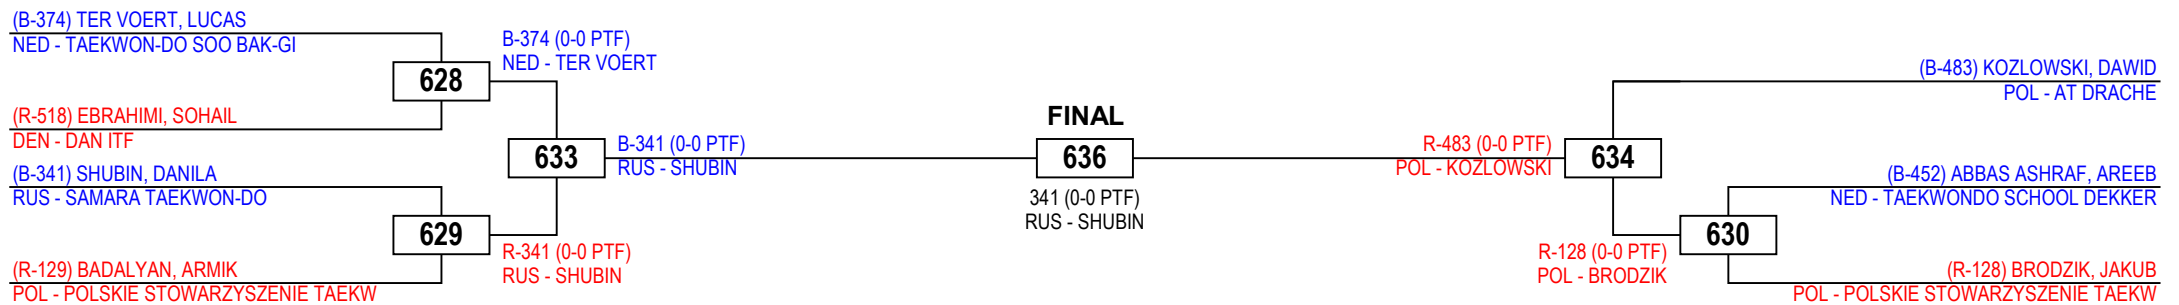 (B-374) TER VOERT, LUCAS
NED - TAEKWON-DO SOO BAK-GI
628
(R-518) EBRAHIMI, SOHAIL
DEN - DAN ITF
B-374 (0-0 PTF)
NED - TER VOERT
(B-341) SHUBIN, DANILA
RUS - SAMARA TAEKWON-DO
629
(R-129) BADALYAN, ARMIK
POL - POLSKIE STOWARZYSZENIE TAEKW
R-341 (0-0 PTF)
RUS - SHUBIN
633
B-341 (0-0 PTF)
RUS - SHUBIN
FINAL
636
341 (0-0 PTF)
RUS - SHUBIN
R-483 (0-0 PTF)
POL - KOZLOWSKI
634
(B-483) KOZLOWSKI, DAWID
POL - AT DRACHE
(B-452) ABBAS ASHRAF, AREEB
NED - TAEKWONDO SCHOOL DEKKER
630
R-128 (0-0 PTF)
POL - BRODZIK
(R-128) BRODZIK, JAKUB
POL - POLSKIE STOWARZYSZENIE TAEKW